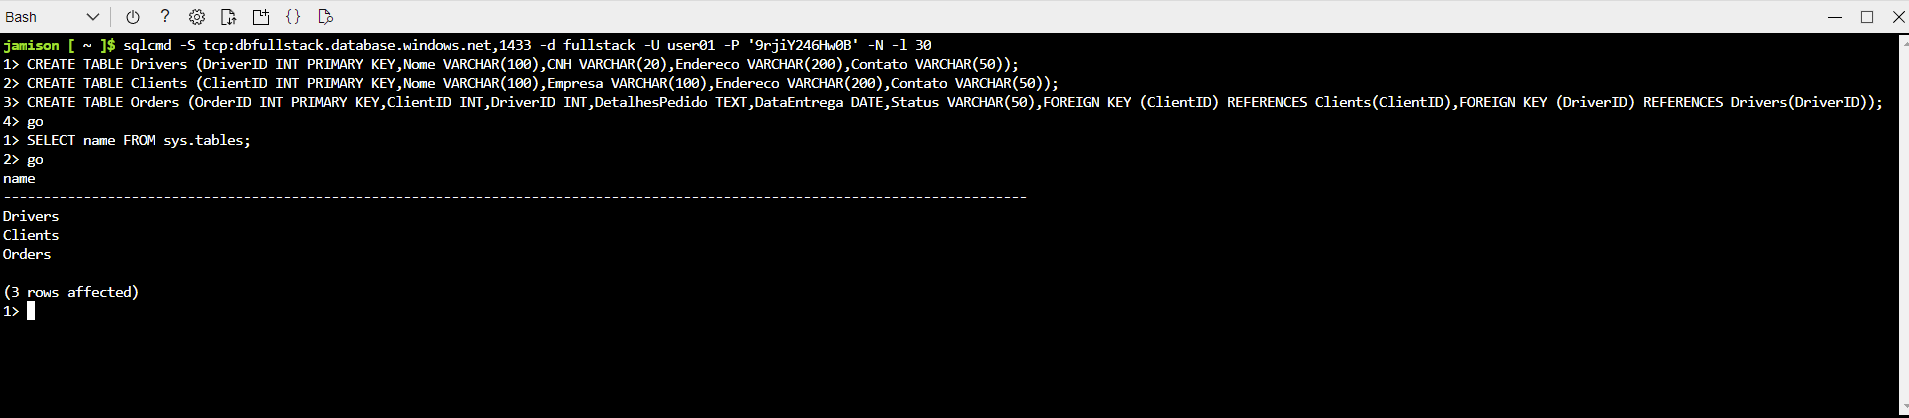 Bash
?
{}
jamison [ ~ ]$ sqlcmd -S tcp:dbfullstack.database.windows.net,1433 -d fullstack -U user01 -P '9rjiY246Hw0B' -N -l 30
1> CREATE TABLE Drivers (DriverID INT PRIMARY KEY,Nome VARCHAR(100),CNH VARCHAR(20),Endereco VARCHAR(200),Contato VARCHAR(50));
2> CREATE TABLE Clients (ClientID INT PRIMARY KEY,Nome VARCHAR(100),Empresa VARCHAR(100),Endereco VARCHAR(200),Contato VARCHAR(50));
3> CREATE TABLE Orders (OrderID INT PRIMARY KEY,ClientID INT,DriverID INT,DetalhesPedido TEXT,DataEntrega DATE,Status VARCHAR(50),FOREIGN KEY (ClientID) REFERENCES Clients(ClientID),FOREIGN KEY (DriverID) REFERENCES Drivers(DriverID));
4> go
1> SELECT name FROM sys.tables;
2> go
name
--------------------------------------------------------------------------------------------------------------------------------
Drivers
Clients
Orders
(3 rows affected)
1>